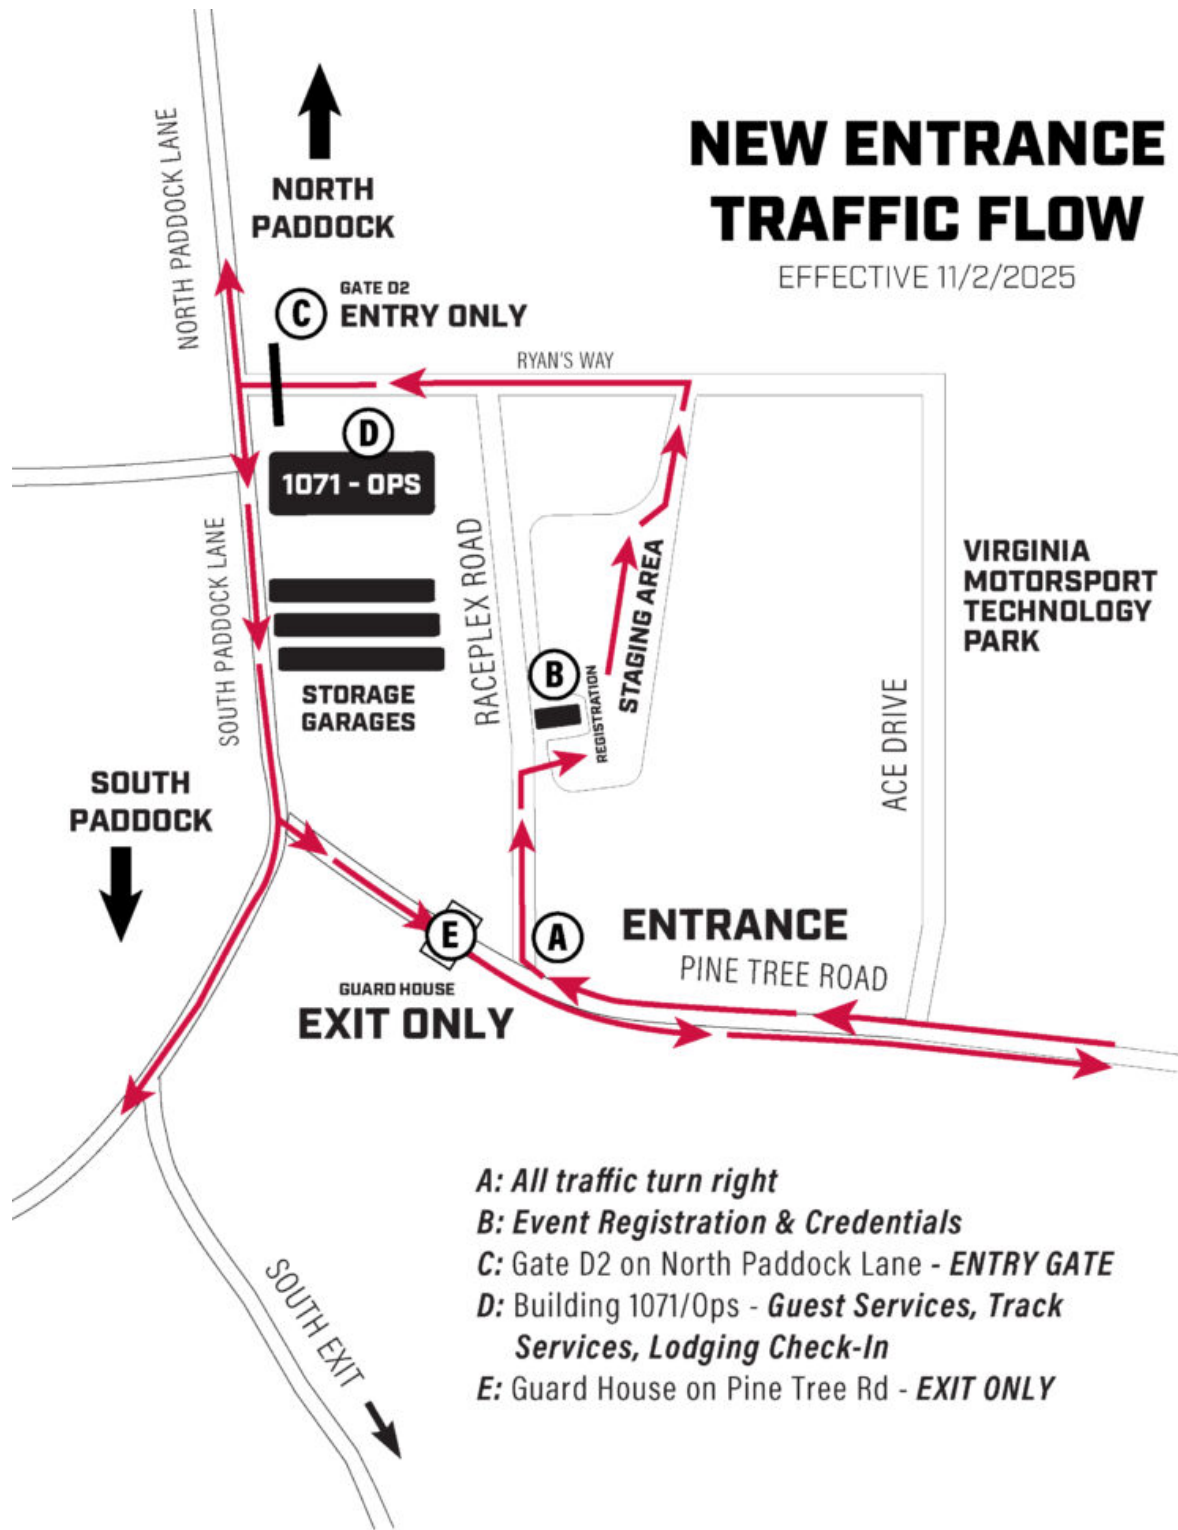 NEW ENTRANCE
TRAFFIC FLOW
EFFECTIVE 11/2/2025
NORTH PADDOCK LANE
NORTH
PADDOCK
C
GATE D2
ENTRY ONLY
RYAN'S WAY
D
1071 - OPS
SOUTH PADDOCK LANE
RACEPLEX ROAD
STAGING AREA
B
REGISTRATION
STORAGE
GARAGES
VIRGINIA
MOTORSPORT
TECHNOLOGY
PARK
ACE DRIVE
SOUTH
PADDOCK
E
A
ENTRANCE
PINE TREE ROAD
GUARD HOUSE
EXIT ONLY
SOUTH EXIT
A: All traffic turn right
B: Event Registration & Credentials
C: Gate D2 on North Paddock Lane - ENTRY GATE
D: Building 1071/Ops - Guest Services, Track
Services, Lodging Check-In
E: Guard House on Pine Tree Rd - EXIT ONLY